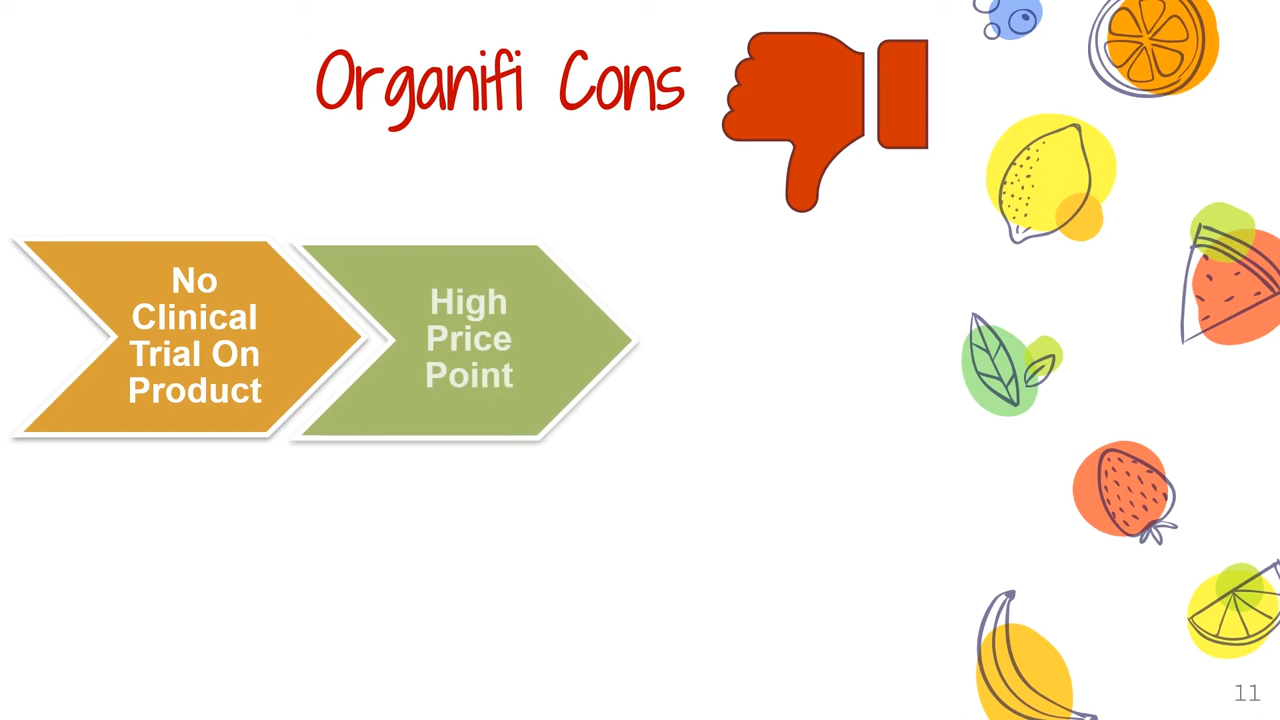 Organifi Cons
No
Clinical
Trial On
Product
High
Price
Point
11